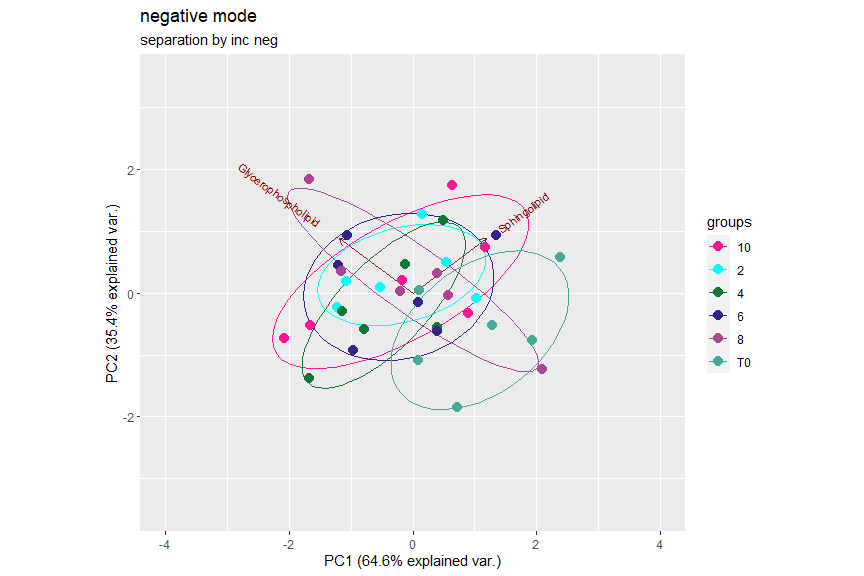 negative mode
separation by inc neg
Glycerophospholipid
Sphingolipid
2
0
-2
PC2 (35.4% explained var.)
-4
-2
0
2
4
PC1 (64.6% explained var.)
groups
10
2
4
6
8
T0